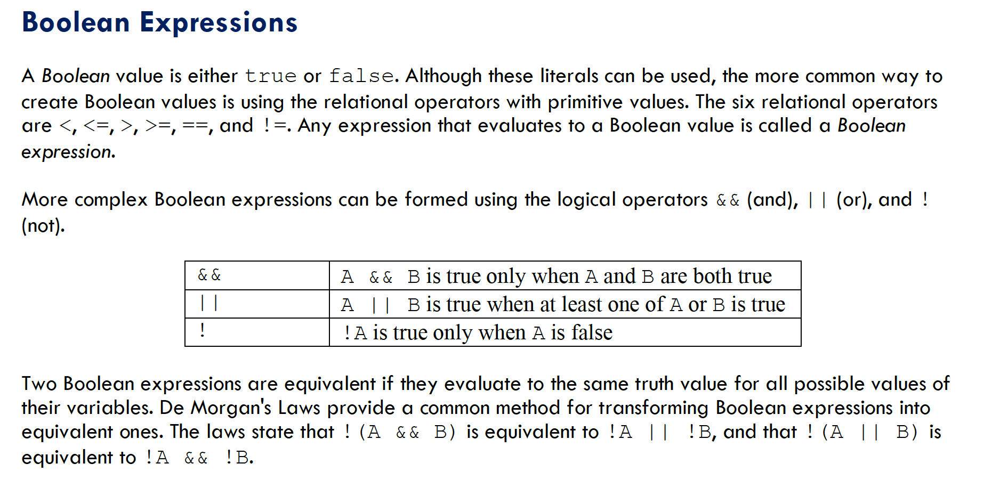 Boolean Expressions
A Boolean value is either true or false. Although these literals can be used, the more common way to
create Boolean values is using the relational operators with primitive values. The six relational operators
are <, <=, >, >=, ==, and !=. Any expression that evaluates to a Boolean value is called a Boolean
expression.
More complex Boolean expressions can be formed using the logical operators && (and), || (or), and !
(not).
&& A && B is true only when A and B are both true
|| A || B is true when at least one of A or B is true
! !A is true only when A is false
Two Boolean expressions are equivalent if they evaluate to the same truth value for all possible values of
their variables. De Morgan's Laws provide a common method for transforming Boolean expressions into
equivalent ones. The laws state that !(A && B) is equivalent to !A || !B, and that !(A || B) is
equivalent to !A && !B.